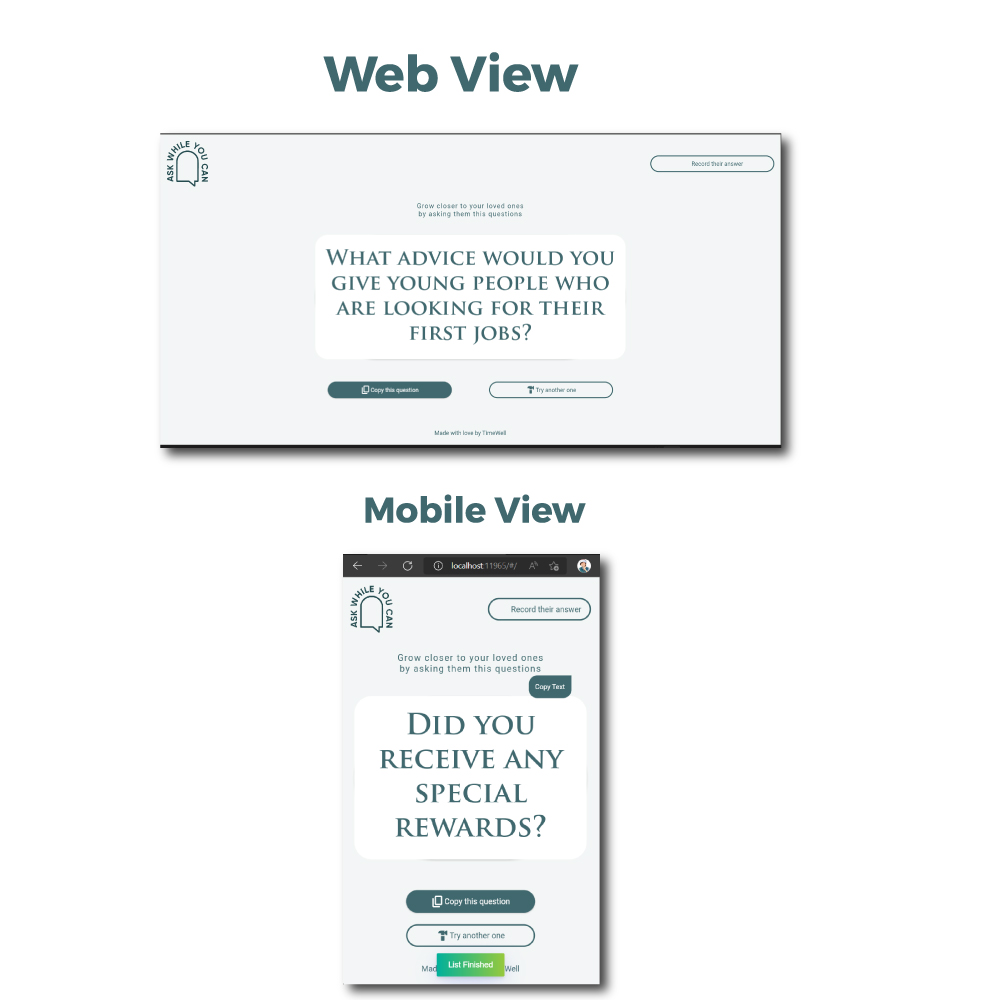 Web View
ASK WHILE YOU CAN
Record their answer
Grow closer to your loved ones
by asking them this questions
WHAT ADVICE WOULD YOU
GIVE YOUNG PEOPLE WHO
ARE LOOKING FOR THEIR
FIRST JOBS?
Copy this question
Try another one
Made with love by TimeWell
Mobile View
localhost:11965/#/
ASK WHILE YOU CAN
Record their answer
Grow closer to your loved ones
by asking them this questions
Copy Text
DID YOU
RECEIVE ANY
SPECIAL
REWARDS?
Copy this question
Try another one
Mad List Finished Well